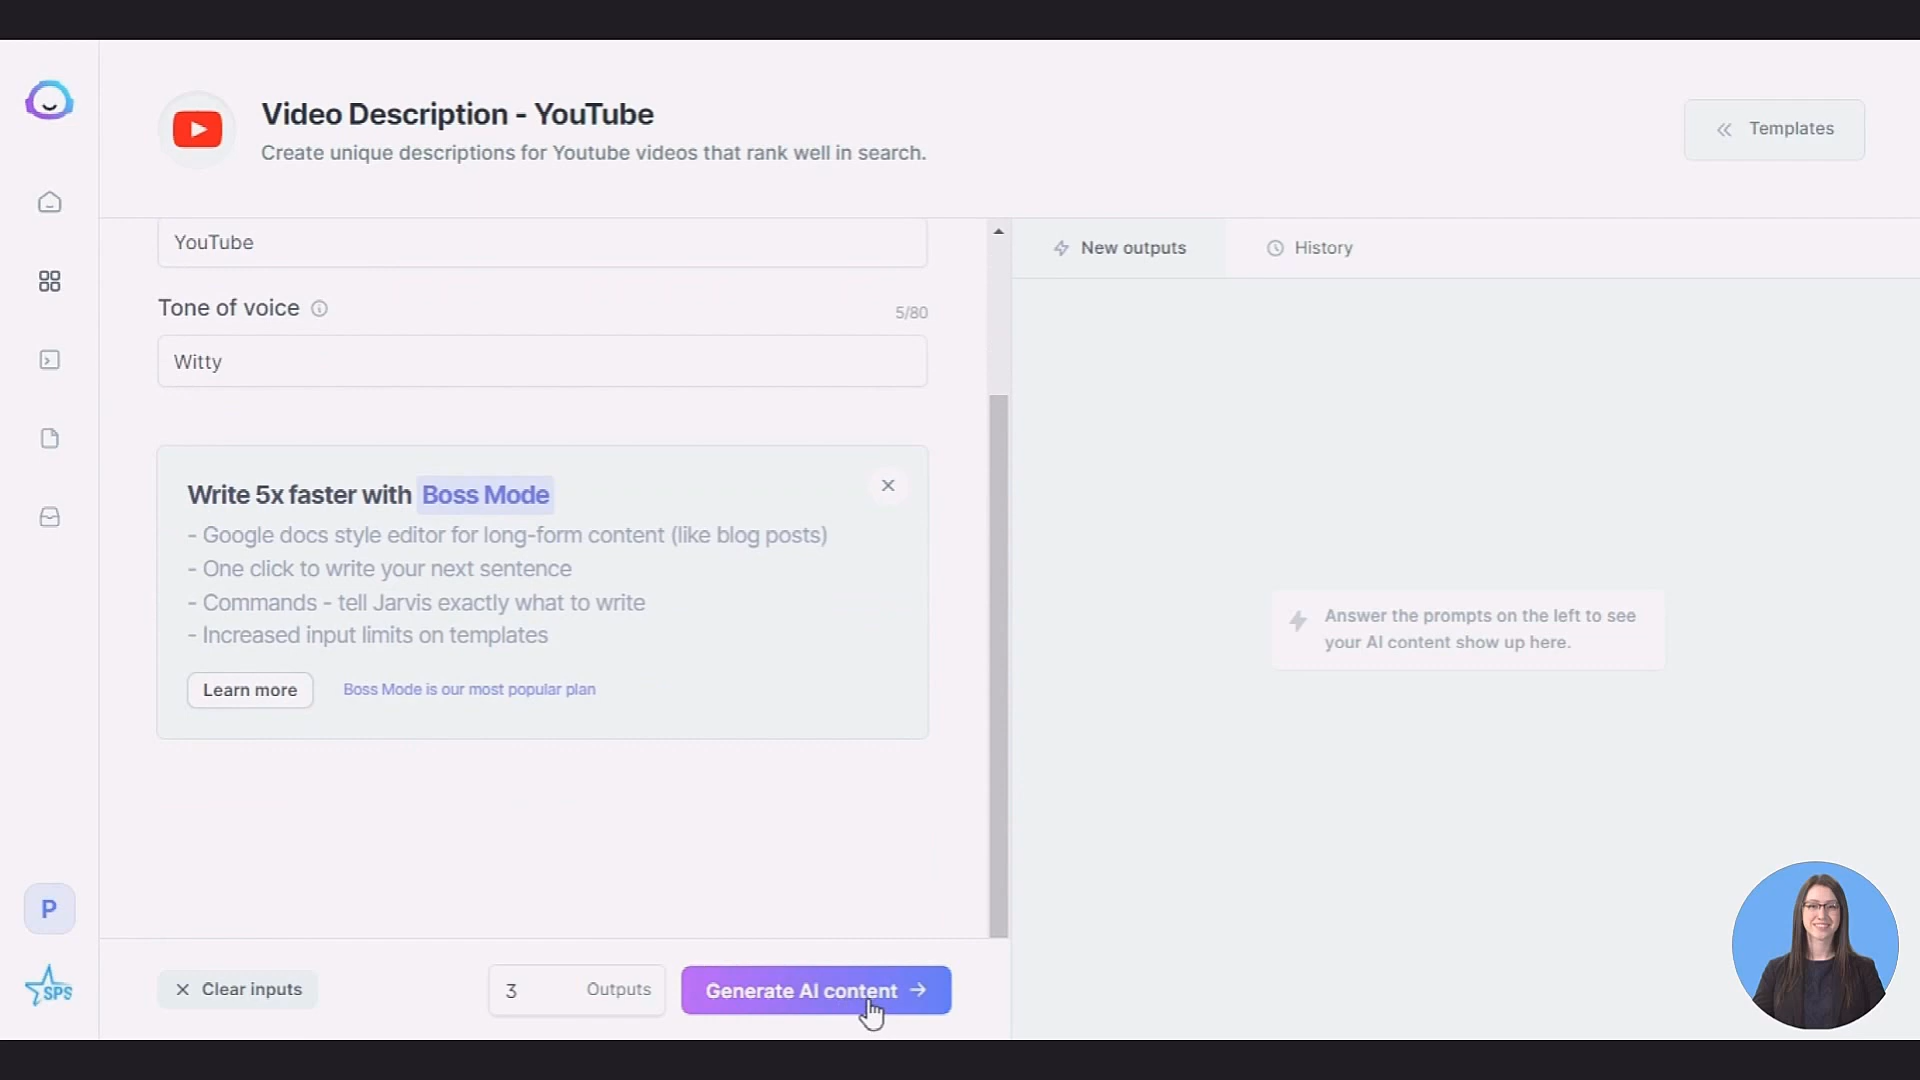 Video Description - YouTube
Create unique descriptions for Youtube videos that rank well in search.
Templates
YouTube
Tone of voice
5/80
Witty
Write 5x faster with Boss Mode
- Google docs style editor for long-form content (like blog posts)
- One click to write your next sentence
- Commands - tell Jarvis exactly what to write
- Increased input limits on templates
Learn more
Boss Mode is our most popular plan
Clear inputs
3 Outputs
Generate AI content
New outputs
History
Answer the prompts on the left to see
your AI content show up here.
P
SPS